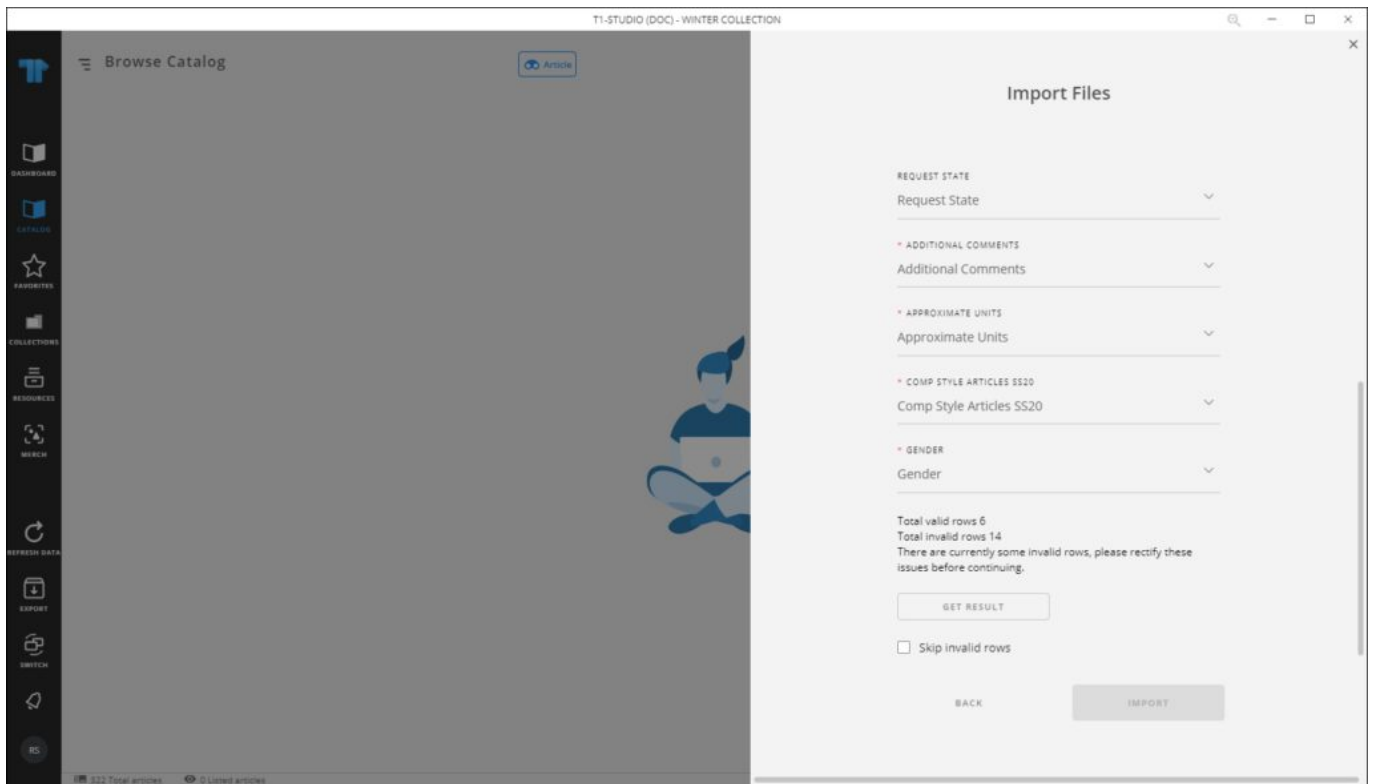 T1-STUDIO (DOC) - WINTER COLLECTION
Browse Catalog
Article
DASHBOARD
CATALOG
FAVORITES
COLLECTIONS
RESOURCES
MERCH
REFRESH DATA
EXPORT
SWITCH
RS
322 Total articles
0 Listed articles
Import Files
REQUEST STATE
Request State
* ADDITIONAL COMMENTS
Additional Comments
* APPROXIMATE UNITS
Approximate Units
* COMP STYLE ARTICLES SS20
Comp Style Articles SS20
* GENDER
Gender
Total valid rows 6
Total invalid rows 14
There are currently some invalid rows, please rectify these
issues before continuing.
GET RESULT
Skip invalid rows
BACK
IMPORT